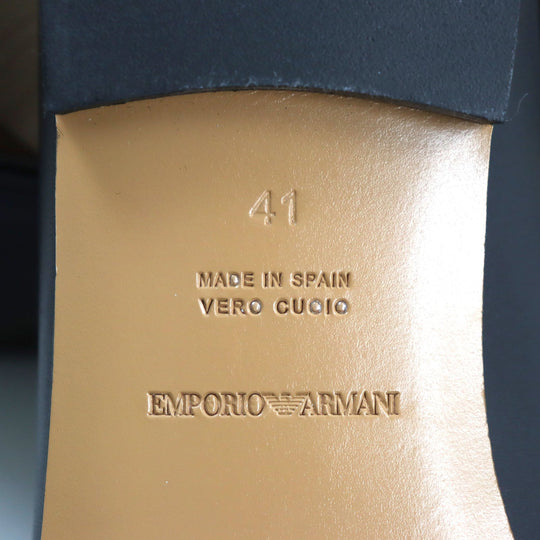 41
MADE IN SPAIN
VERO CUOIO
EMPORIO ARMANI